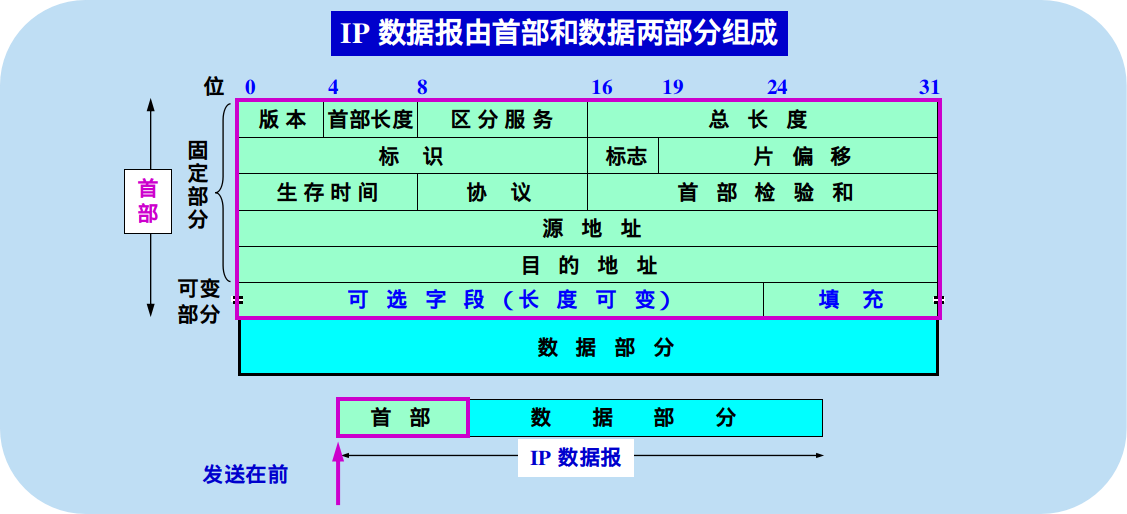 IP 数据报由首部和数据两部分组成
位 0 4 8 16 19 24 31
版本 首部长度 区分服务 总长度
标识 标志 片偏移
生存时间 协议 首部检验和
源地址
目的地址
可选字段（长度可变） 填充
数据部分
固定部分
首部
可变部分
首部 数据部分
IP 数据报
发送在前